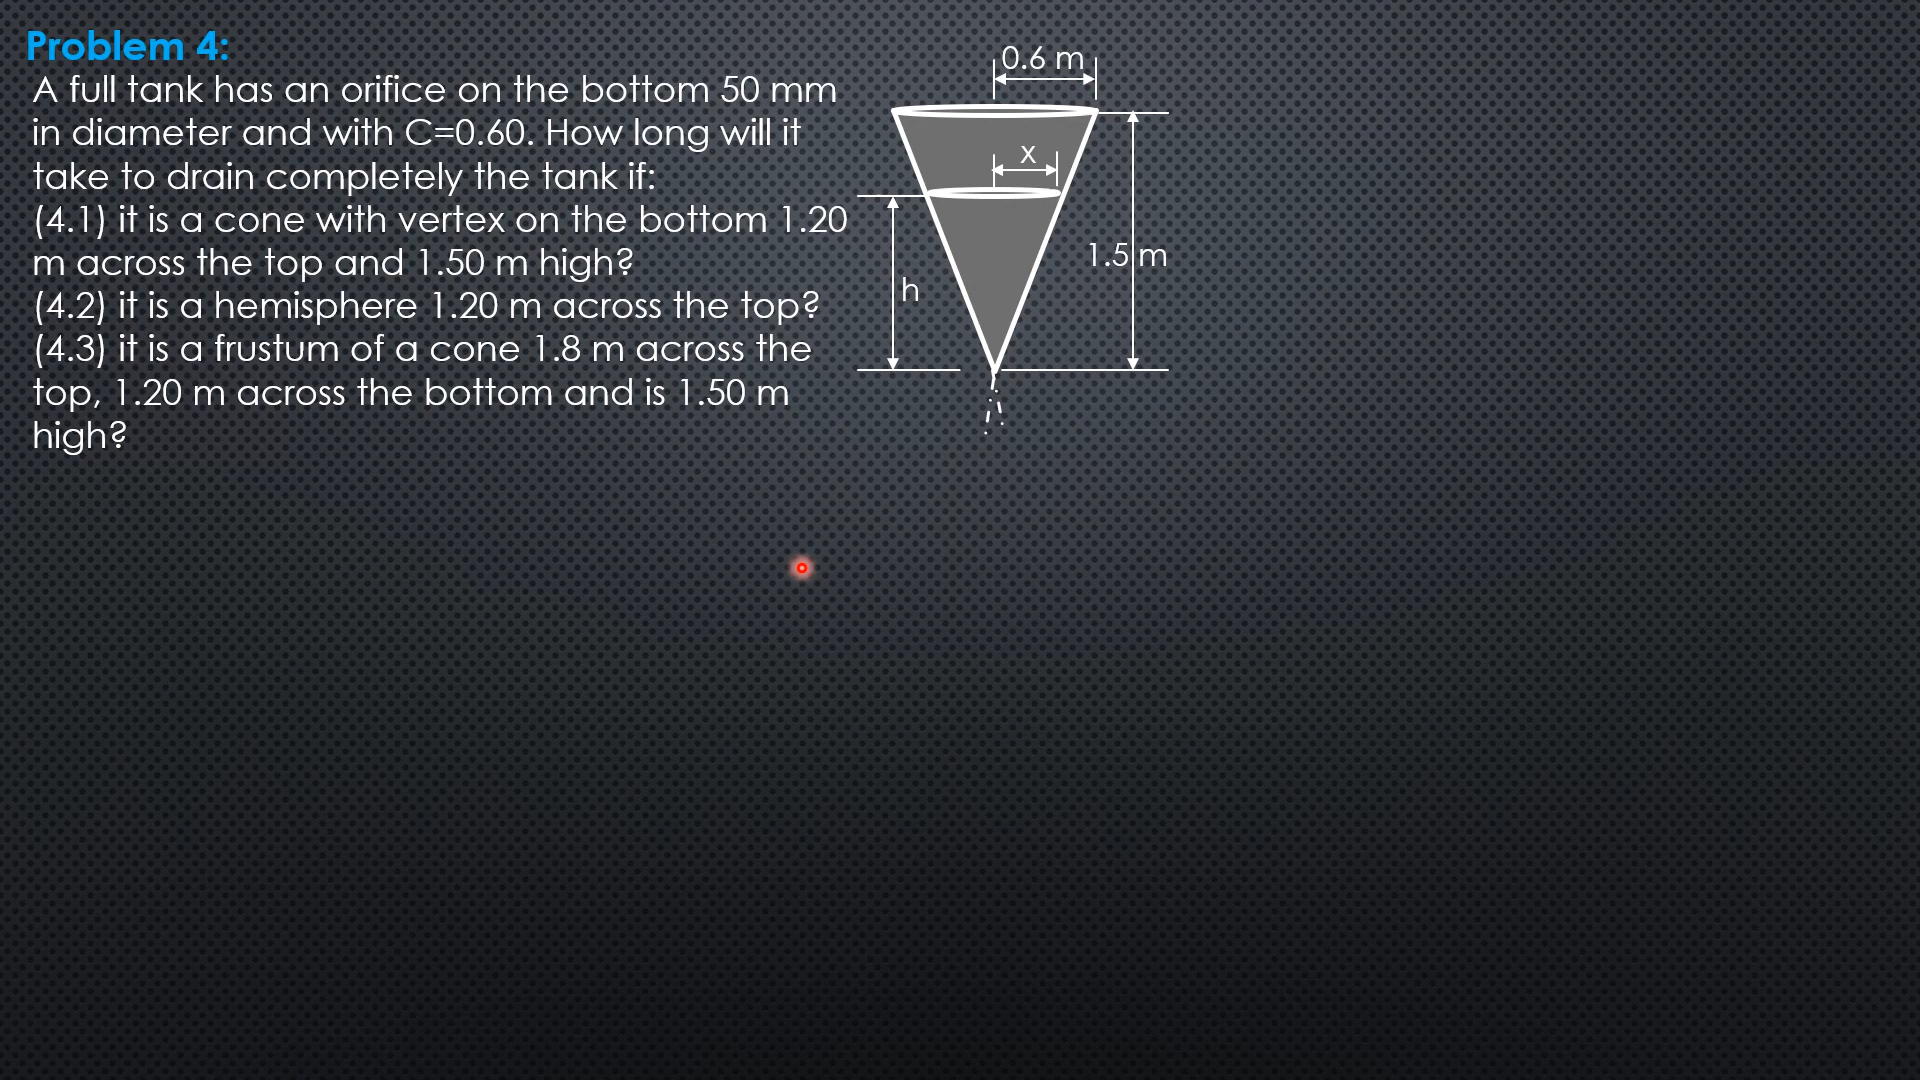 Problem 4:
A full tank has an orifice on the bottom 50 mm
in diameter and with C=0.60. How long will it
take to drain completely the tank if:
(4.1) it is a cone with vertex on the bottom 1.20
m across the top and 1.50 m high?
(4.2) it is a hemisphere 1.20 m across the top?
(4.3) it is a frustum of a cone 1.8 m across the
top, 1.20 m across the bottom and is 1.50 m
high?
0.6 m
x
1.5 m
h